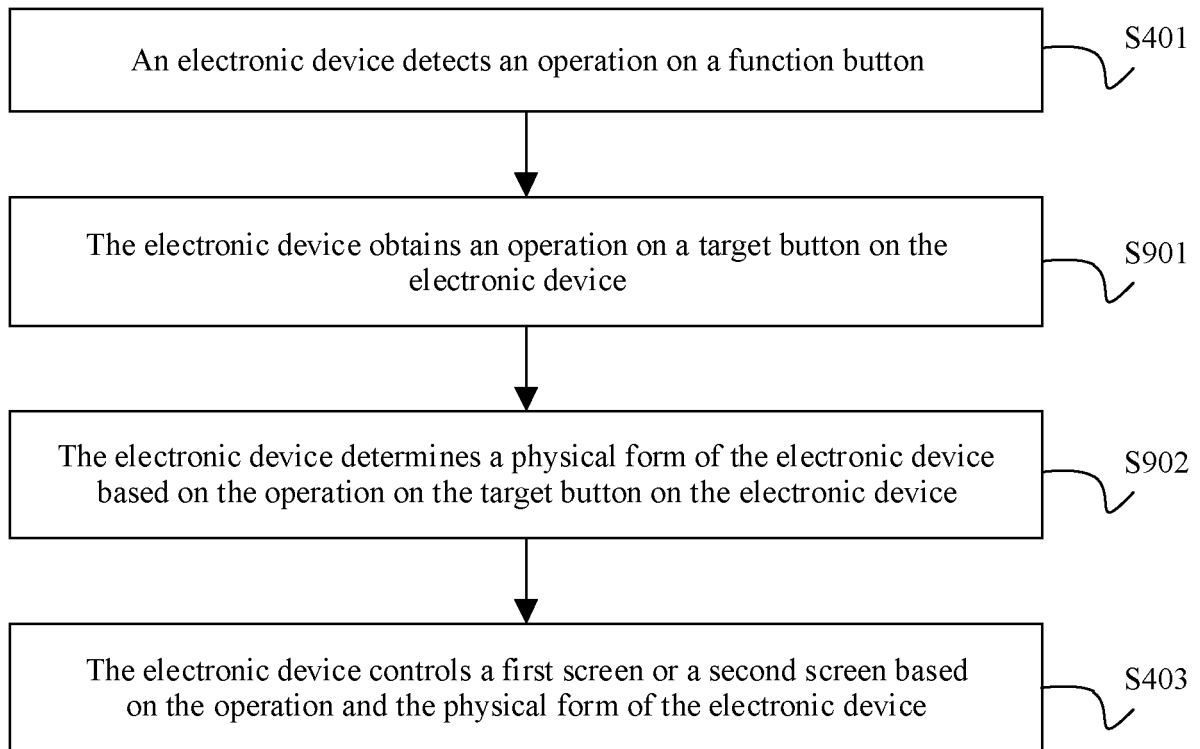 An electronic device detects an operation on a function button
S401
The electronic device obtains an operation on a target button on the
electronic device
S901
The electronic device determines a physical form of the electronic device
based on the operation on the target button on the electronic device
S902
The electronic device controls a first screen or a second screen based
on the operation and the physical form of the electronic device
S403